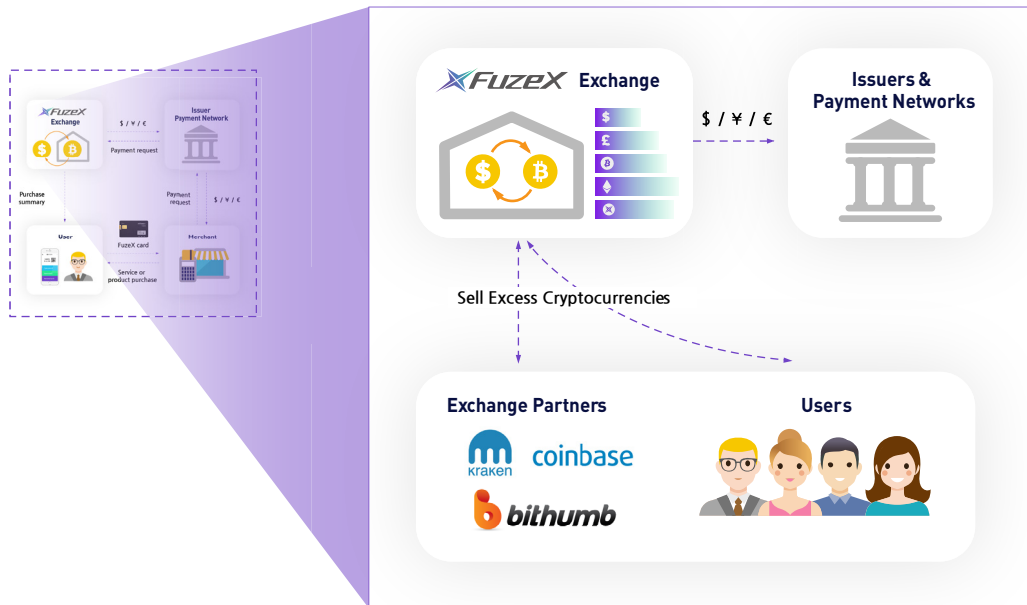 FuzeX
Exchange
Issuer
Payment Network
$ / ¥ / €
Payment request
Purchase
summary
Payment
request
$ / ¥ / €
User
FuzeX card
Merchant
Service or
product purchase
FuzeX Exchange
$
£
$ / ¥ / €
Issuers &
Payment Networks
Sell Excess Cryptocurrencies
Exchange Partners
Users
kraken
coinbase
bithumb